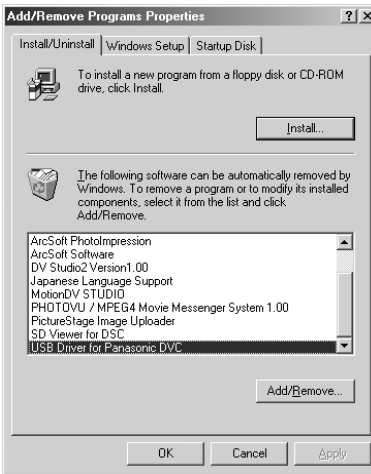 Add/Remove Programs Properties
Install/Uninstall Windows Setup Startup Disk
To install a new program from a floppy disk or CD-ROM
drive, click Install.
Install...
The following software can be automatically removed by
Windows. To remove a program or to modify its installed
components, select it from the list and click
Add/Remove.
ArcSoft PhotoImpression
ArcSoft Software
DV Studio2 Version1.00
Japanese Language Support
MotionDV STUDIO
PHOTOVU / MPEG4 Movie Messenger System 1.00
PictureStage Image Uploader
SD Viewer for DSC
USB Driver for Panasonic DVC
Add/Remove...
OK Cancel Apply